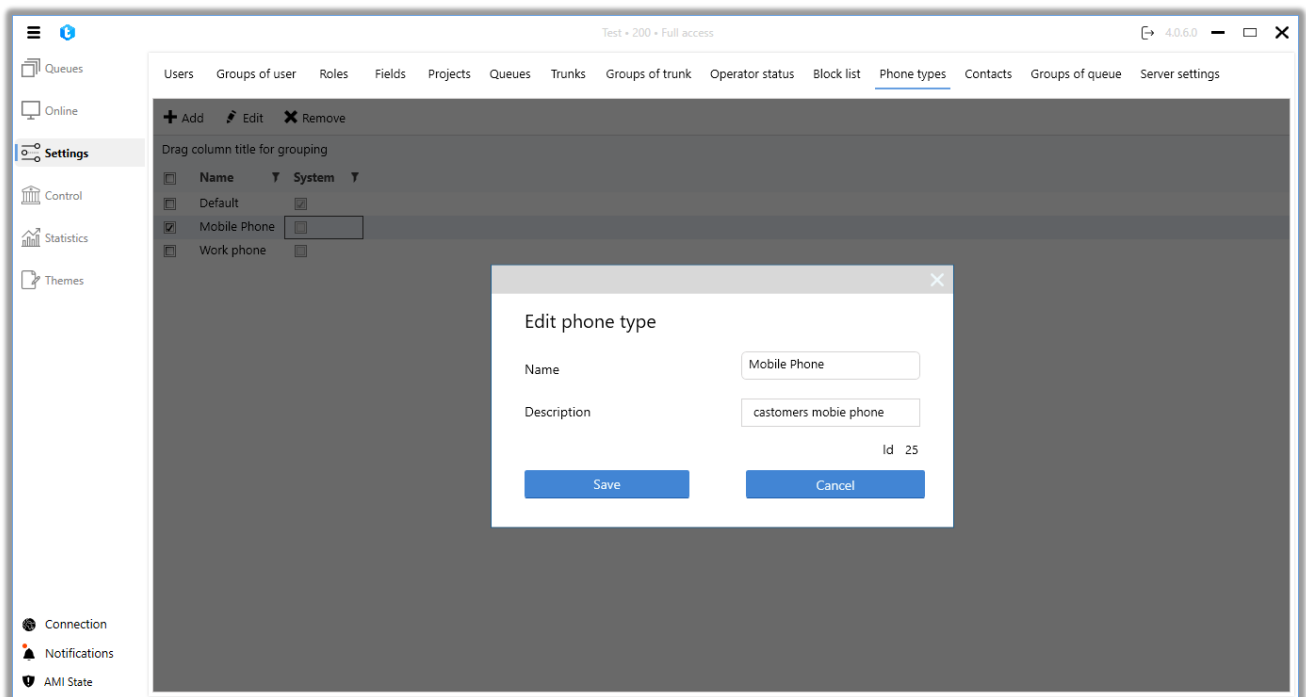 Test • 200 • Full access
4.0.6.0
Queues
Online
Settings
Control
Statistics
Themes
Connection
Notifications
AMI State
Users Groups of user Roles Fields Projects Queues Trunks Groups of trunk Operator status Block list Phone types Contacts Groups of queue Server settings
Add Edit Remove
Drag column title for grouping
Name System
Default
Mobile Phone
Work phone
Edit phone type
Name Mobile Phone
Description castomers mobie phone
Id 25
Save Cancel